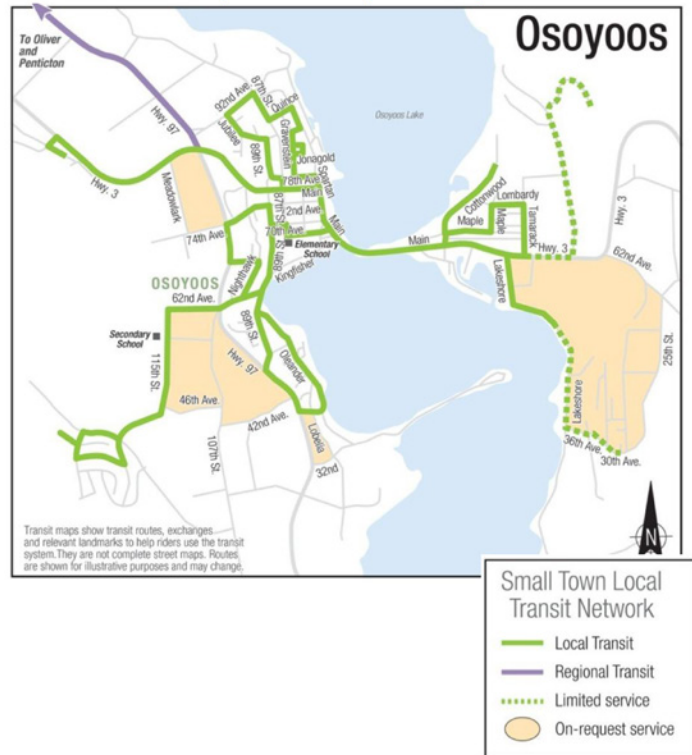 Osoyoos
To Oliver
and
Penticton
Hwy. 97
Hwy. 3
Meadowlark
74th Ave.
92nd Ave.
87th St.
Quince
Jubilee
89th St.
Gravenstein
Jonagold
Spartan
78th Ave.
Main
87th St.
2nd Ave.
Main
70th Ave.
Elementary
School
89th St.
Kingfisher
Nighthawk
OSOYOOS
62nd Ave.
Secondary
School
115th St.
89th St.
Oleander
Hwy. 97
46th Ave.
42nd Ave.
Lobelia
32nd
107th St.
Osoyoos Lake
Main
Cottonwood
Lombardy
Maple
Maple
Tamarack
Hwy. 3
Hwy. 3
62nd Ave.
Lakeshore
25th St.
Lakeshore
36th Ave.
30th Ave.
N
Transit maps show transit routes, exchanges
and relevant landmarks to help riders use the transit
system.They are not complete street maps. Routes
are shown for illustrative purposes and may change.
Small Town Local
Transit Network
Local Transit
Regional Transit
Limited service
On-request service